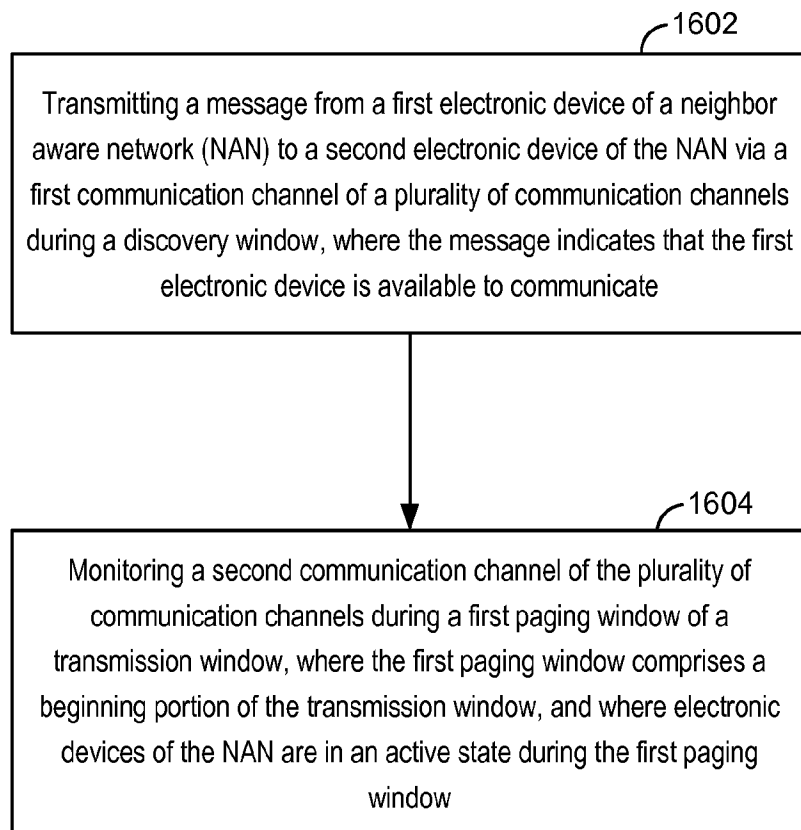 1602
Transmitting a message from a first electronic device of a neighbor
aware network (NAN) to a second electronic device of the NAN via a
first communication channel of a plurality of communication channels
during a discovery window, where the message indicates that the first
electronic device is available to communicate
1604
Monitoring a second communication channel of the plurality of
communication channels during a first paging window of a
transmission window, where the first paging window comprises a
beginning portion of the transmission window, and where electronic
devices of the NAN are in an active state during the first paging
window